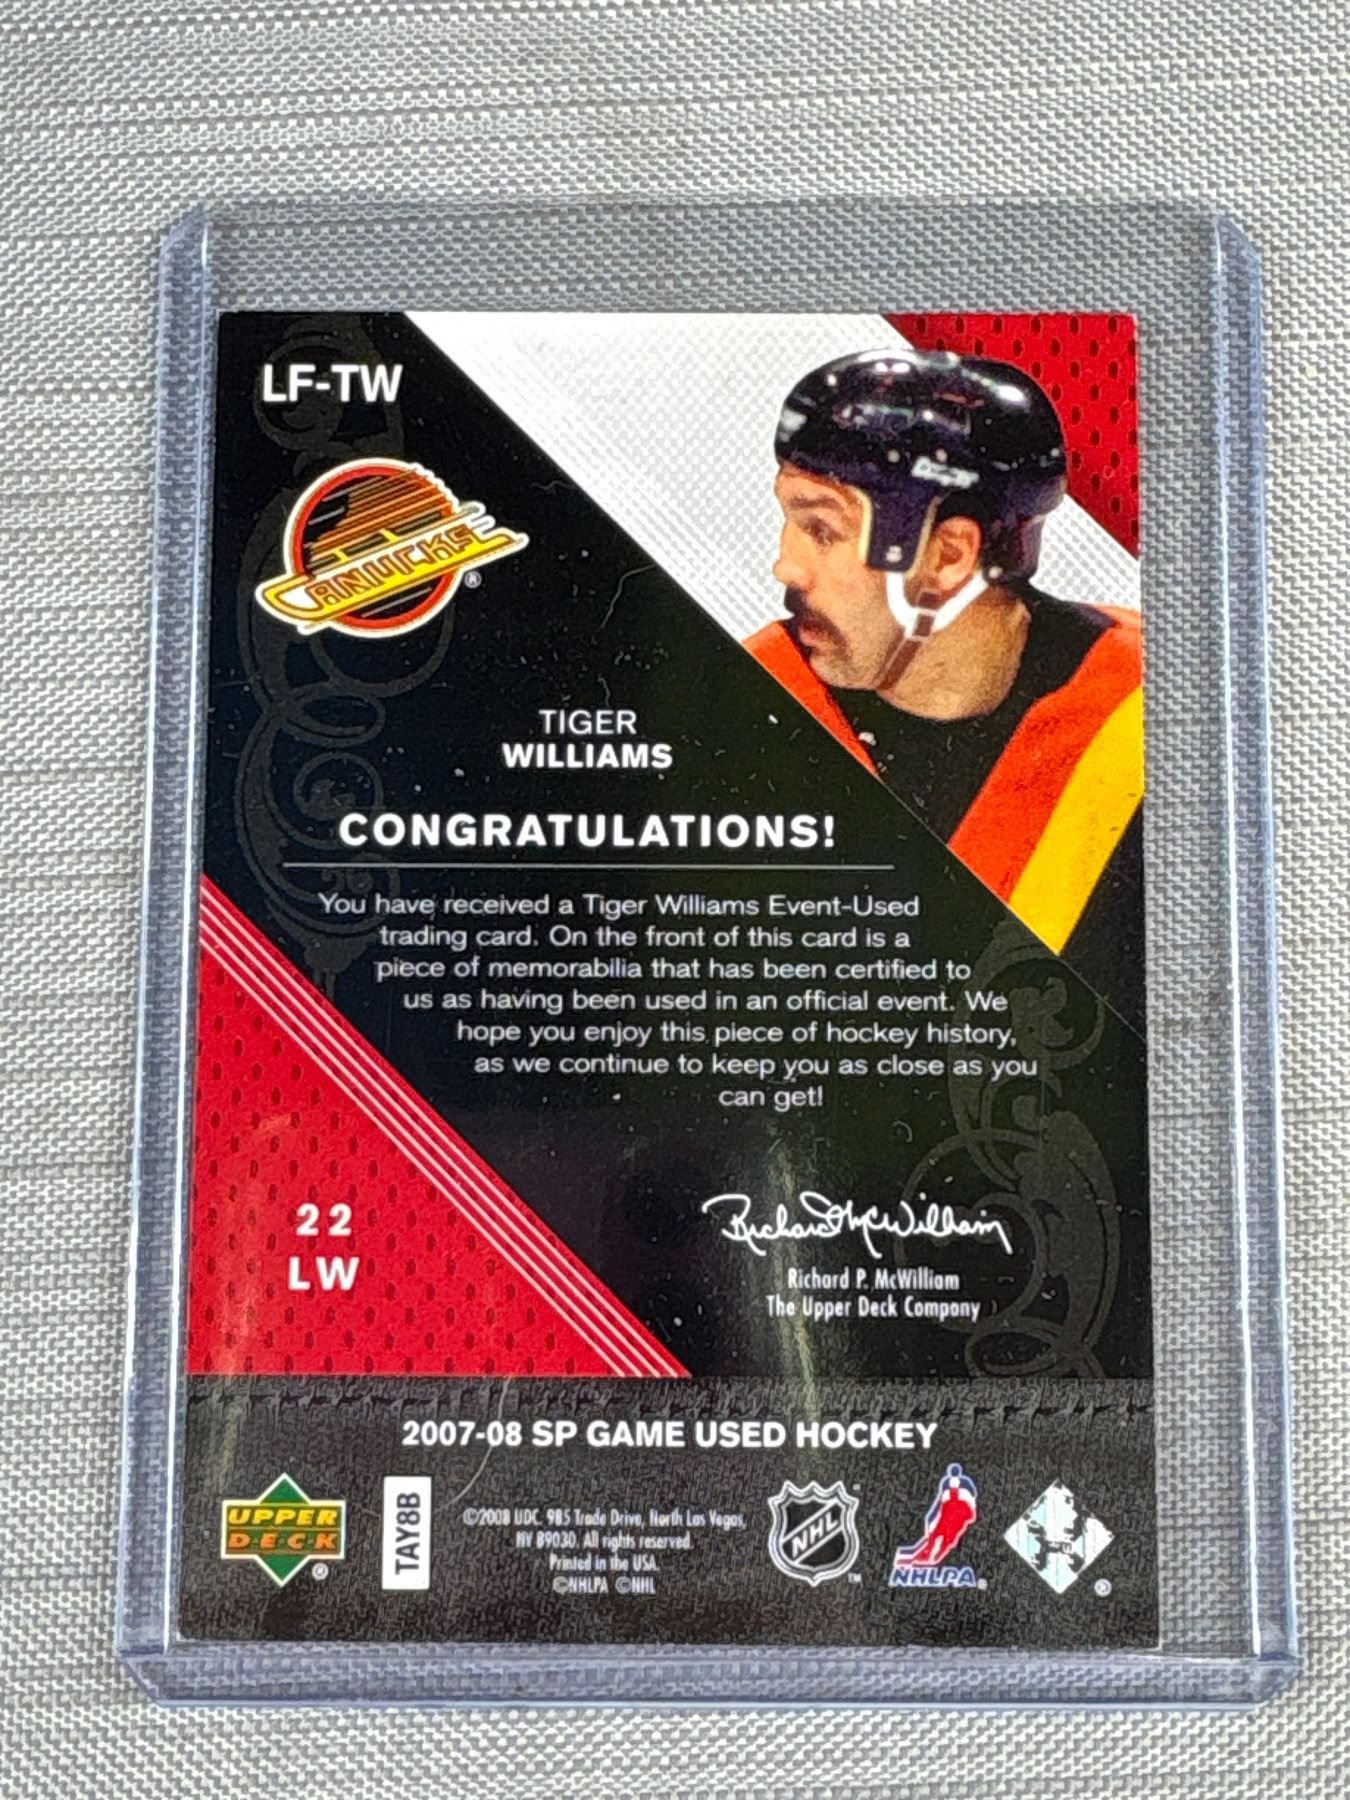 LF-TW
CANUCKS
®
TIGER
WILLIAMS
CONGRATULATIONS!
You have received a Tiger Williams Event-Used
trading card. On the front of this card is a
piece of memorabilia that has been certified to
us as having been used in an official event. We
hope you enjoy this piece of hockey history,
as we continue to keep you as close as you
can get!
22
LW
Richard McWilliam
Richard P. McWilliam
The Upper Deck Company
2007-08 SP GAME USED HOCKEY
UPPER
DECK
TAY8B
©2008 UDC. 985 Trade Drive, North Las Vegas,
NV 89030. All rights reserved.
Printed in the USA.
©NHLPA ©NHL
NHL
TM
NHLPA®